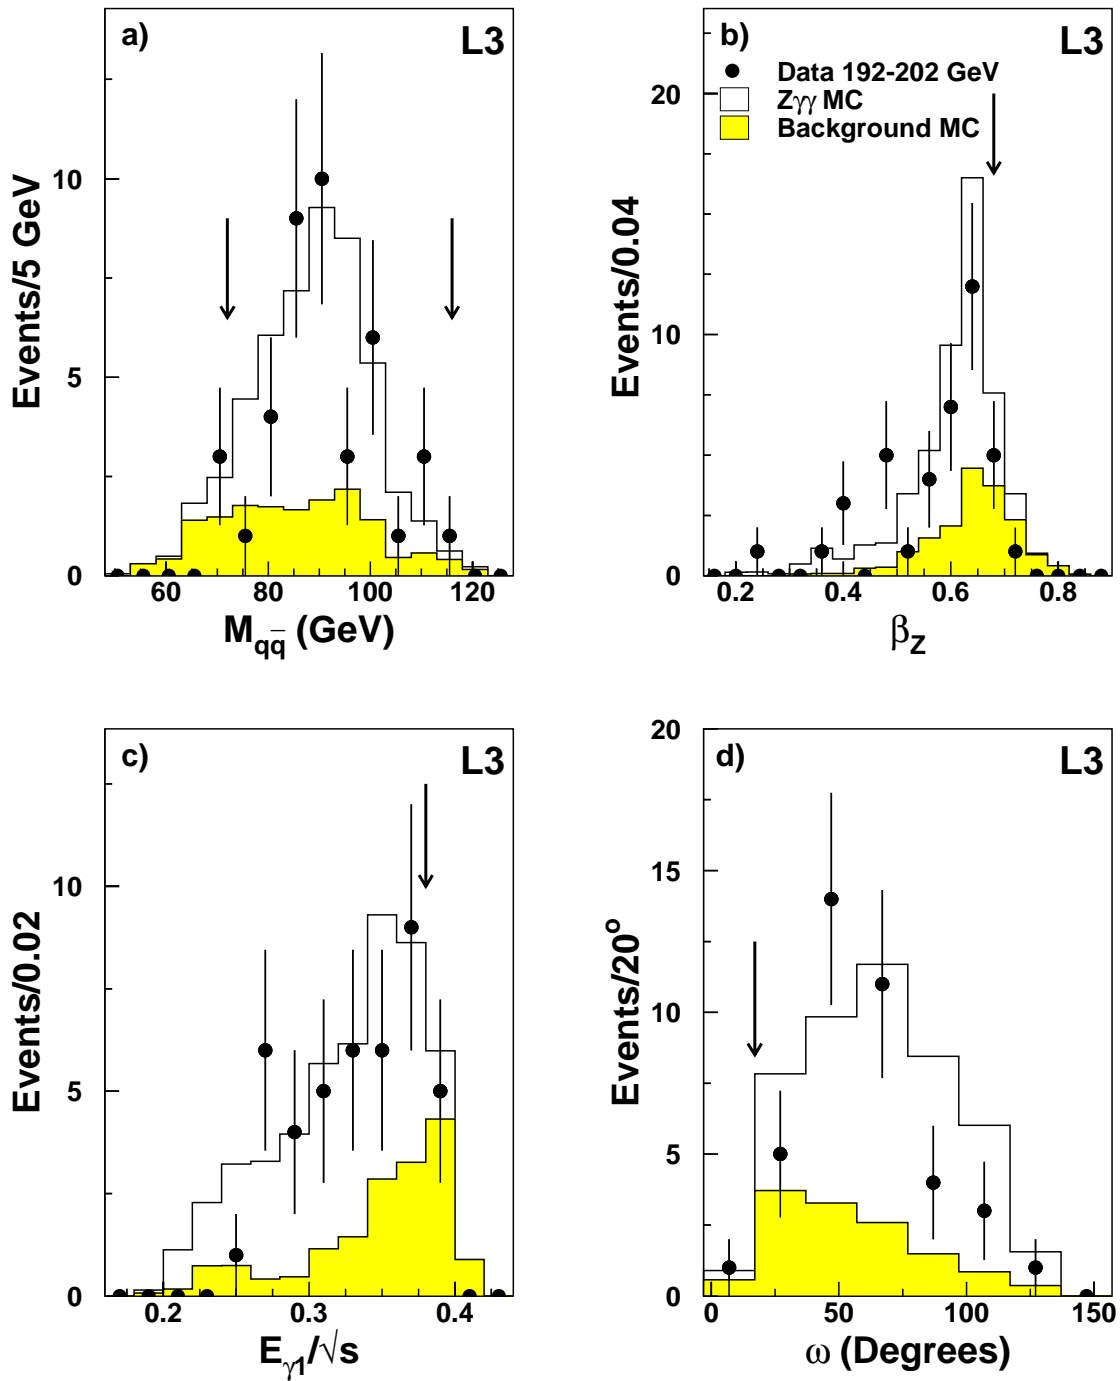 a)
L3
Events/5 GeV
10
5
0
60 80 100 120
M_qq̅ (GeV)
b)
L3
Data 192-202 GeV
Zγγ MC
Background MC
Events/0.04
20
10
0
0.2 0.4 0.6 0.8
β_Z
c)
L3
Events/0.02
10
5
0
0.2 0.3 0.4
E_γ1/√s
d)
L3
Events/20°
20
15
10
5
0
0 50 100 150
ω (Degrees)